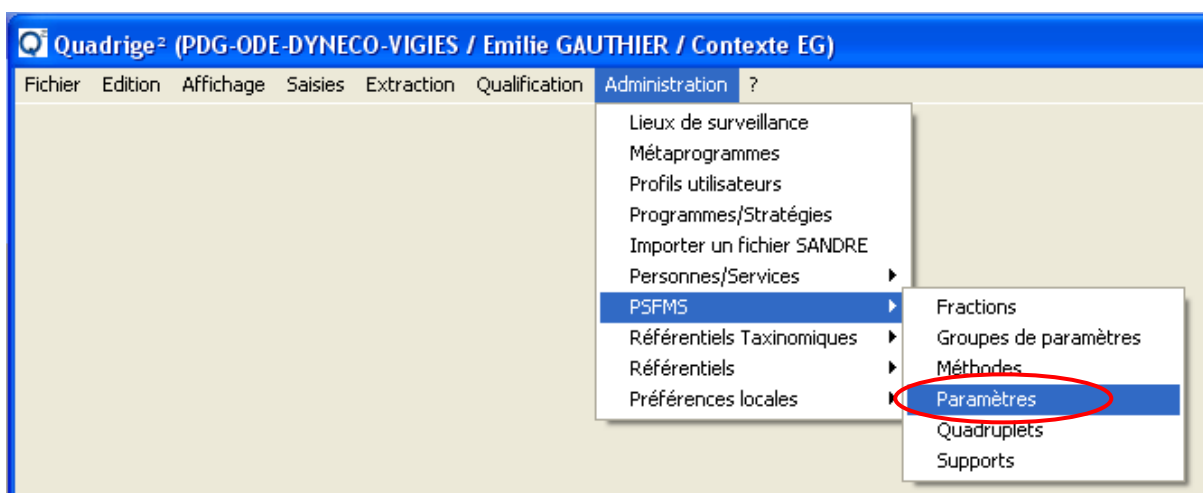 Quadrige² (PDG-ODE-DYNECO-VIGIES / Emilie GAUTHIER / Contexte EG)
Fichier Edition Affichage Saisies Extraction Qualification Administration ?
Lieux de surveillance
Métaprogrammes
Profils utilisateurs
Programmes/Stratégies
Importer un fichier SANDRE
Personnes/Services
PSFMS
Référentiels Taxinomiques
Référentiels
Préférences locales
Fractions
Groupes de paramètres
Méthodes
Paramètres
Quadruplets
Supports